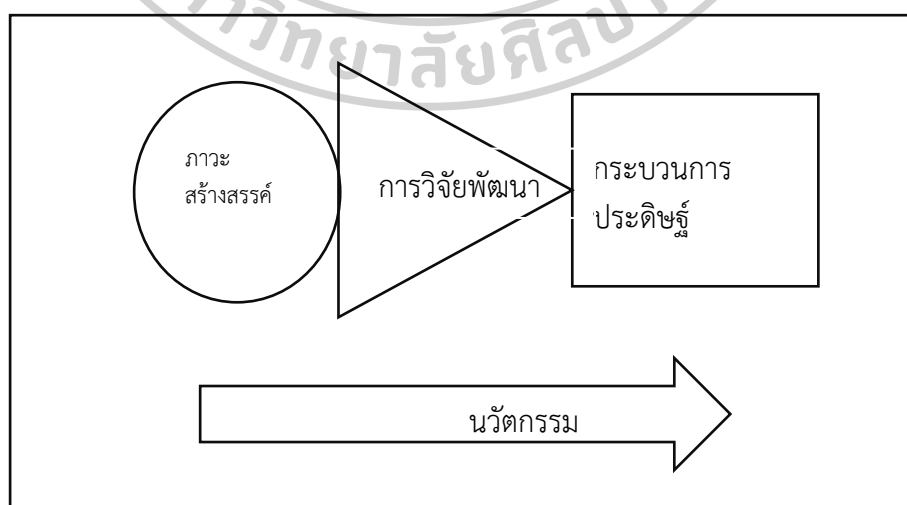 ภาวะ
สร้างสรรค์
การวิจัยพัฒนา
กระบวนการ
ประดิษฐ์
นวัตกรรม